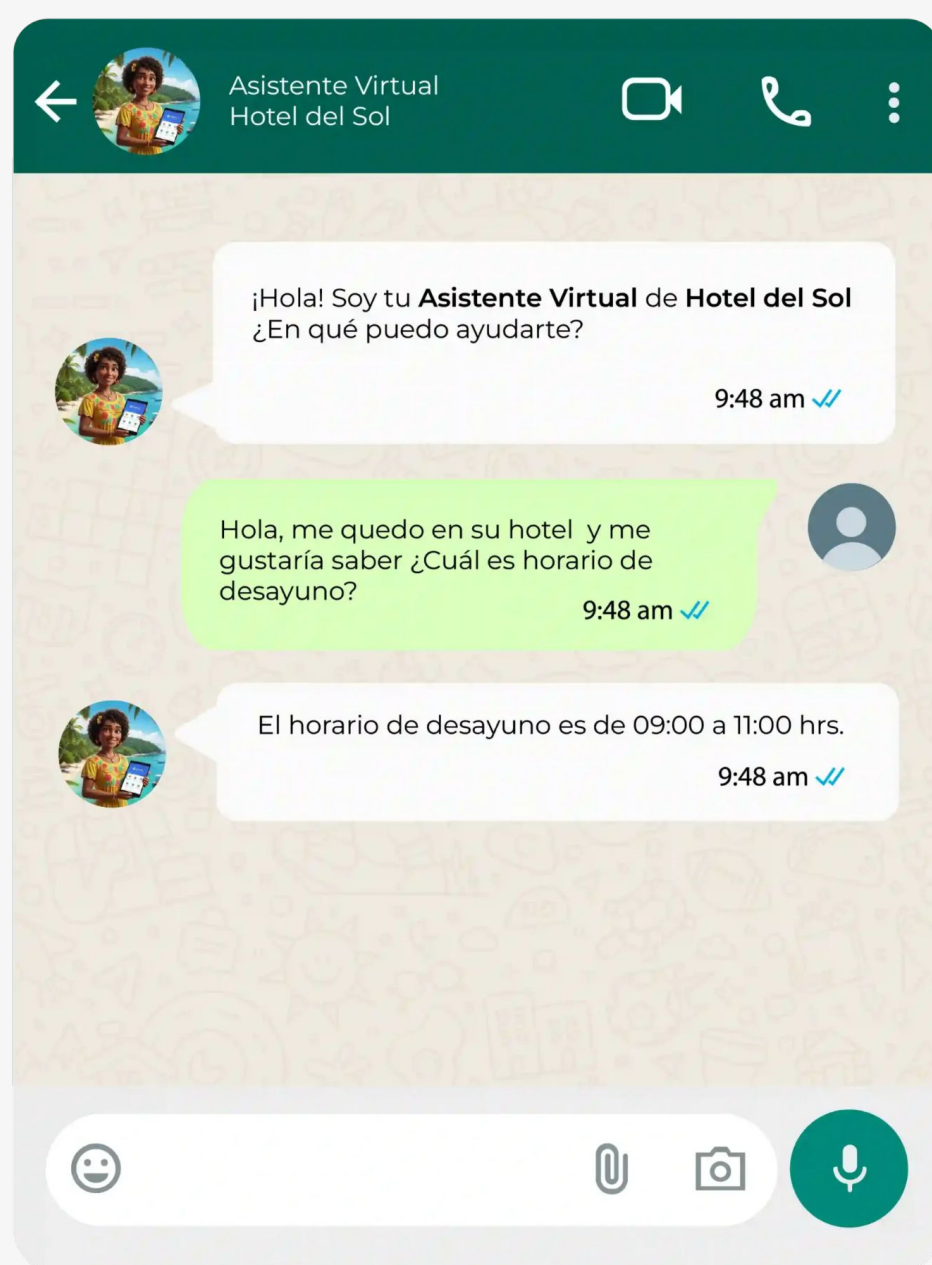 Asistente Virtual
Hotel del Sol
¡Hola! Soy tu Asistente Virtual de Hotel del Sol
¿En qué puedo ayudarte?
9:48 am
Hola, me quedo en su hotel y me
gustaría saber ¿Cuál es horario de
desayuno?
9:48 am
El horario de desayuno es de 09:00 a 11:00 hrs.
9:48 am